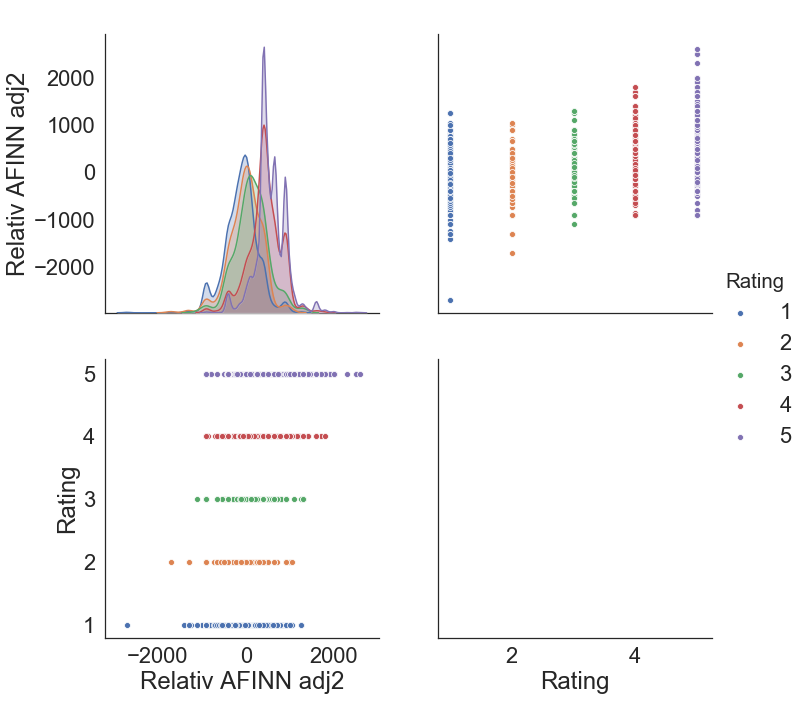 Relativ AFINN adj2
2000
1000
0
−1000
−2000
Rating
1
2
3
4
5
Rating
5
4
3
2
1
−2000 0 2000
Relativ AFINN adj2
2 4
Rating